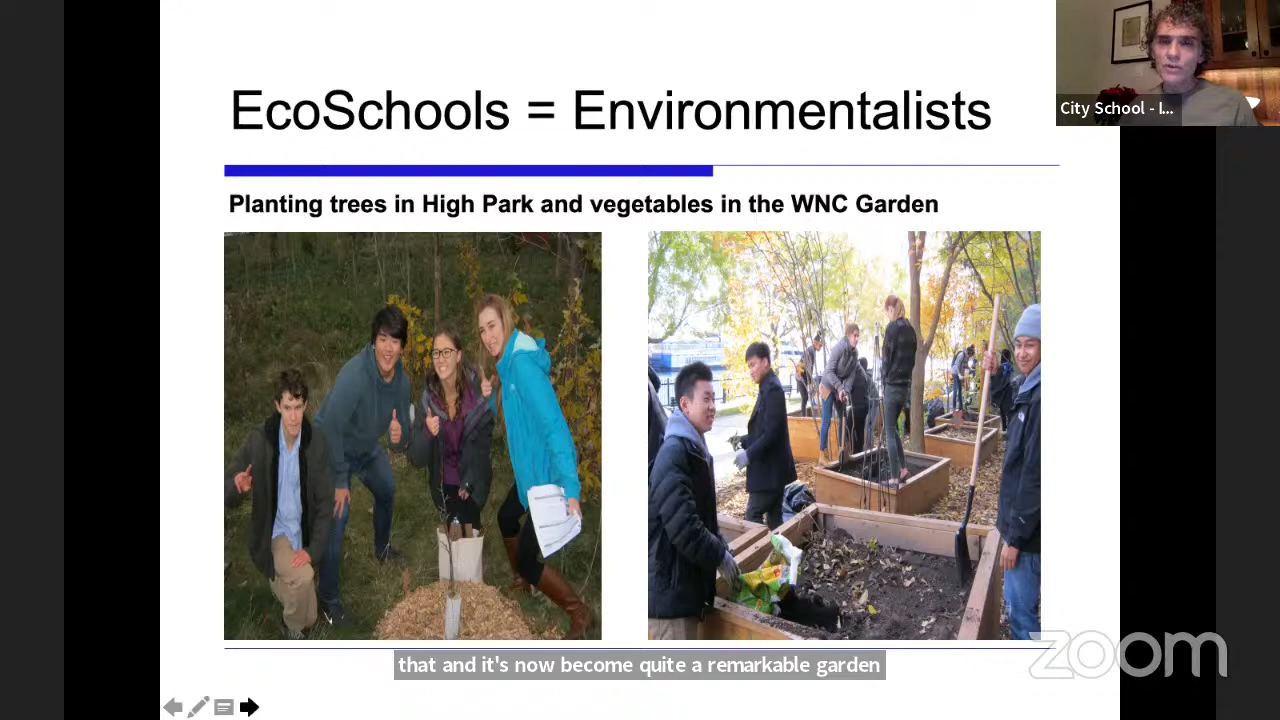 EcoSchools = Environmentalists
City School - I...
Planting trees in High Park and vegetables in the WNC Garden
that and it's now become quite a remarkable garden
zoom